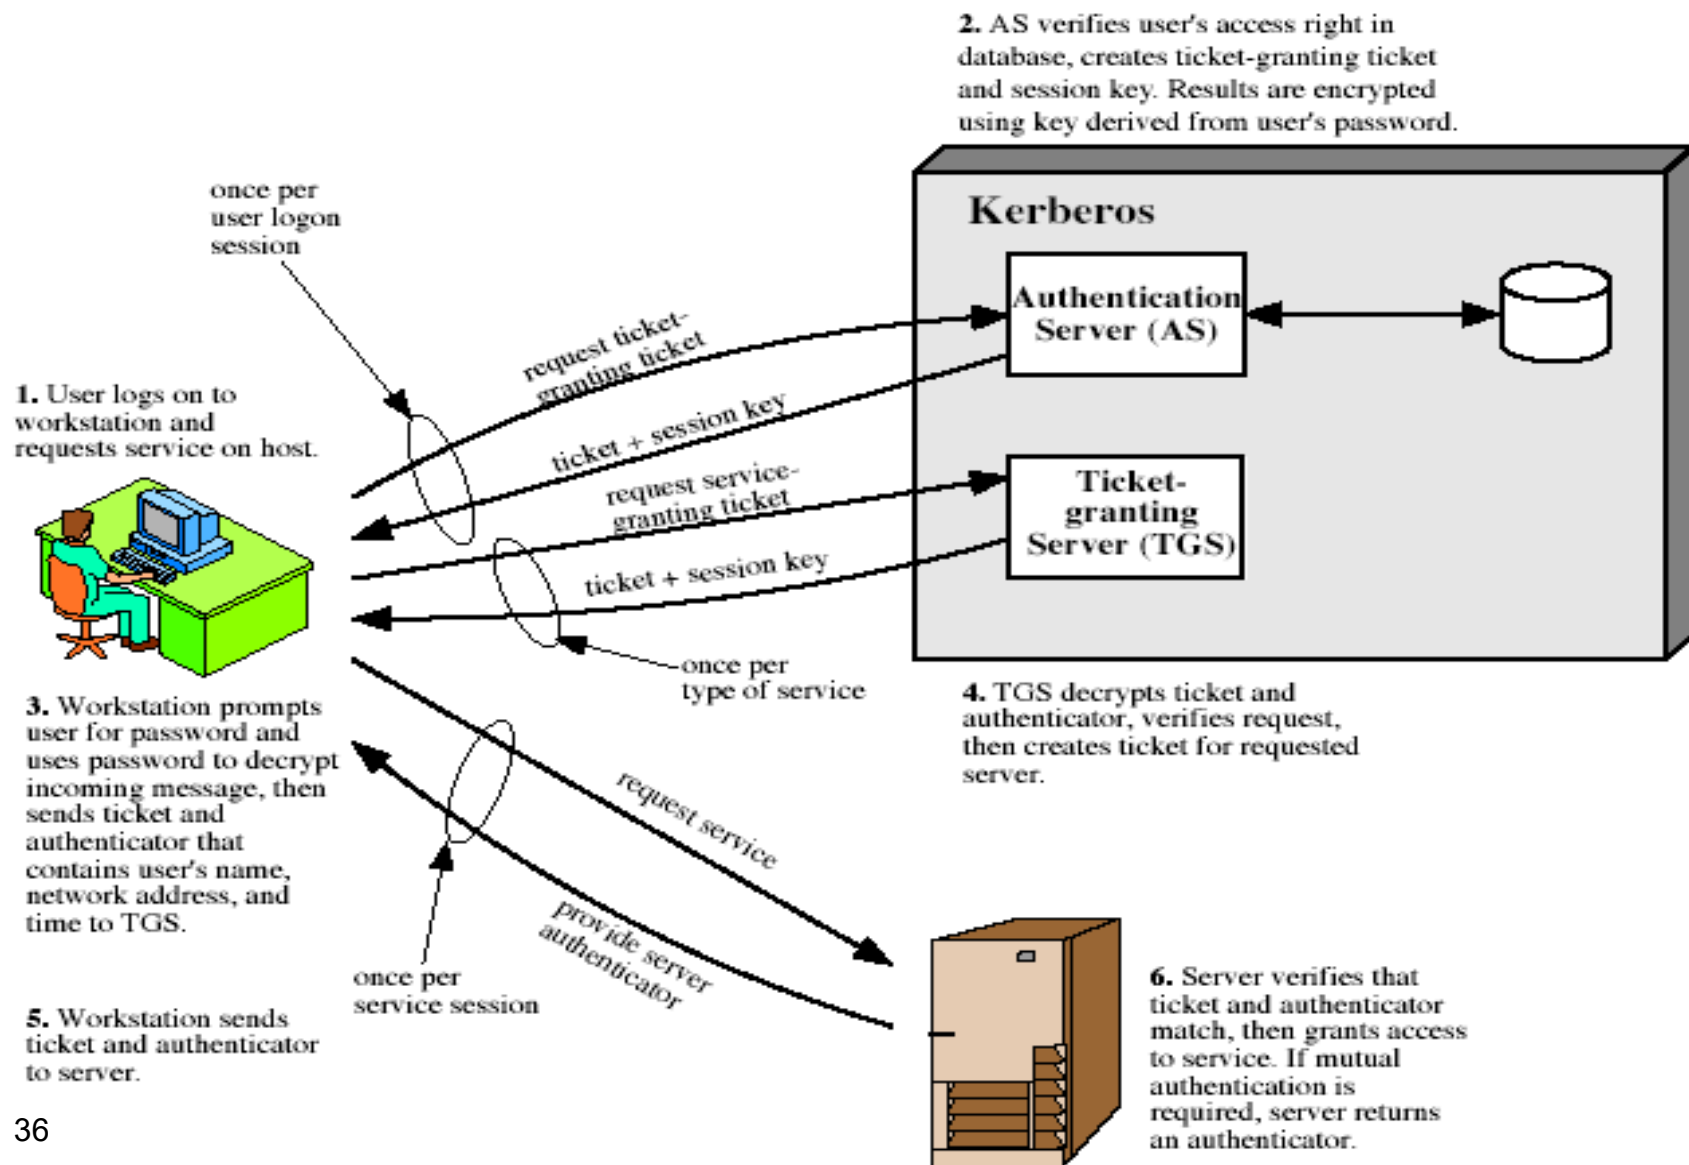 2. AS verifies user's access right in
database, creates ticket-granting ticket
and session key. Results are encrypted
using key derived from user's password.
once per
user logon
session
Kerberos
Authentication
Server (AS)
request ticket-
granting ticket
1. User logs on to
workstation and
requests service on host.
ticket + session key
request service-
granting ticket
Ticket-
granting
Server (TGS)
ticket + session key
once per
type of service
3. Workstation prompts
user for password and
uses password to decrypt
incoming message, then
sends ticket and
authenticator that
contains user's name,
network address, and
time to TGS.
4. TGS decrypts ticket and
authenticator, verifies request,
then creates ticket for requested
server.
request service
provide server
authenticator
once per
service session
5. Workstation sends
ticket and authenticator
to server.
6. Server verifies that
ticket and authenticator
match, then grants access
to service. If mutual
authentication is
required, server returns
an authenticator.
36